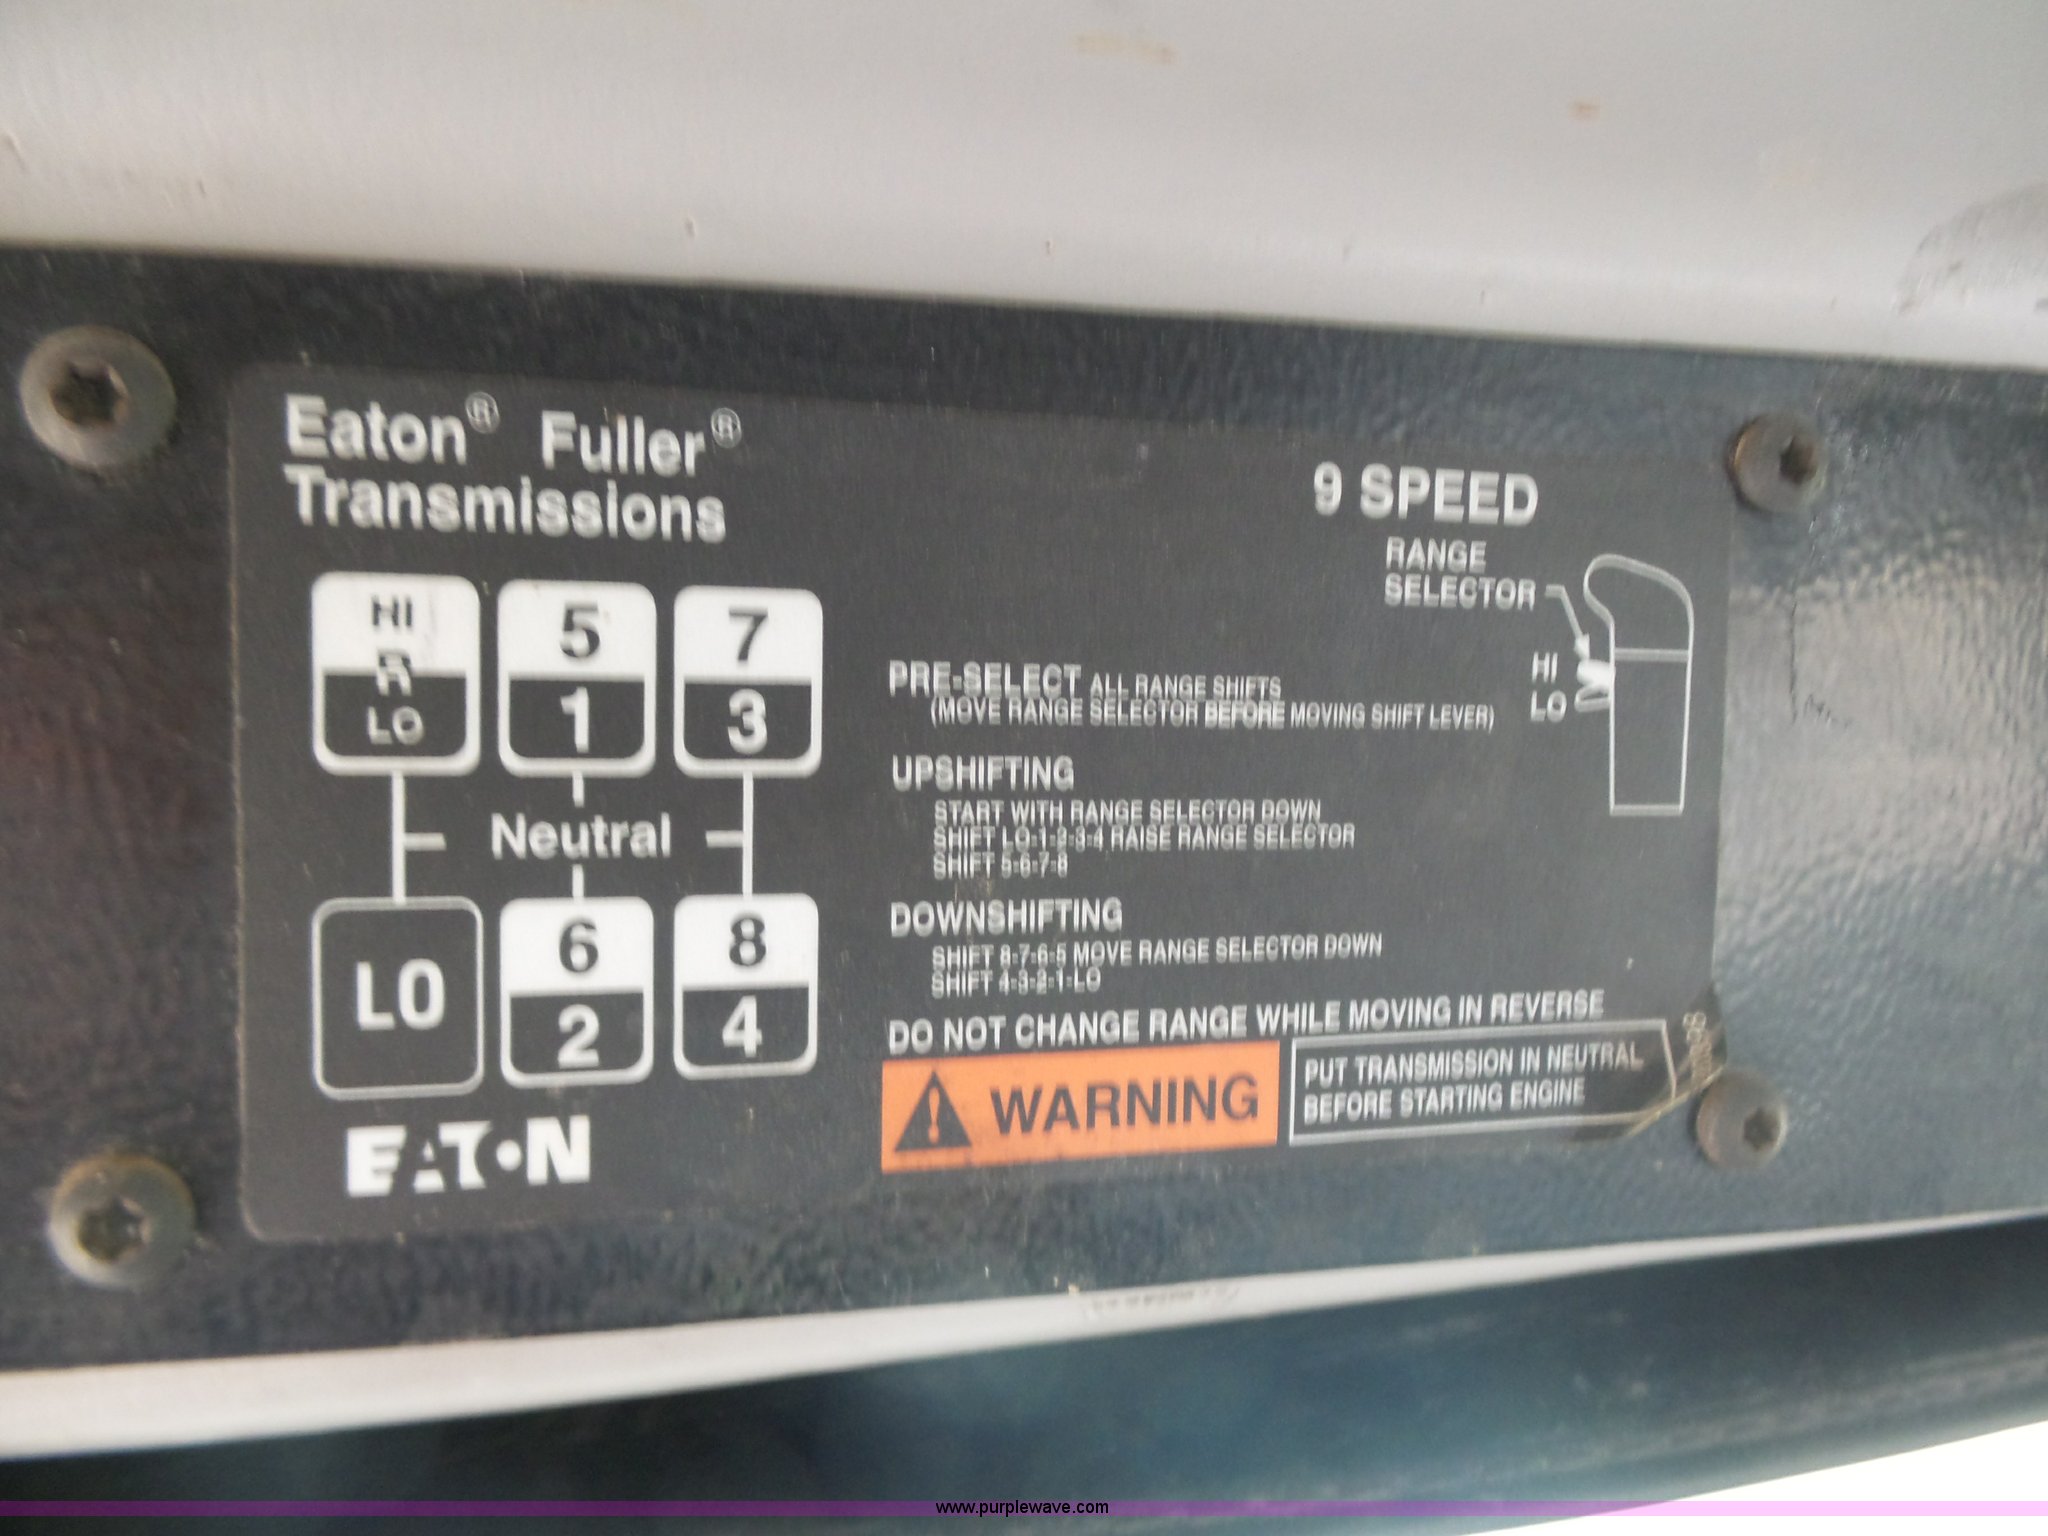 Eaton® Fuller®
Transmissions
9 SPEED
RANGE
SELECTOR
HI
LO
HI
R
LO
5
1
7
3
Neutral
LO
6
2
8
4
EATON
PRE-SELECT ALL RANGE SHIFTS
(MOVE RANGE SELECTOR BEFORE MOVING SHIFT LEVER)
UPSHIFTING
START WITH RANGE SELECTOR DOWN
SHIFT LO-1-2-3-4 RAISE RANGE SELECTOR
SHIFT 5-6-7-8
DOWNSHIFTING
SHIFT 8-7-6-5 MOVE RANGE SELECTOR DOWN
SHIFT 4-3-2-1-LO
DO NOT CHANGE RANGE WHILE MOVING IN REVERSE
WARNING
PUT TRANSMISSION IN NEUTRAL
BEFORE STARTING ENGINE
www.purplewave.com